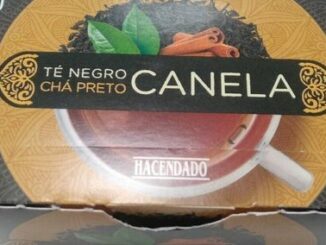 TÉ NEGRO
CHÁ PRETO
CANELA
HACENDADO